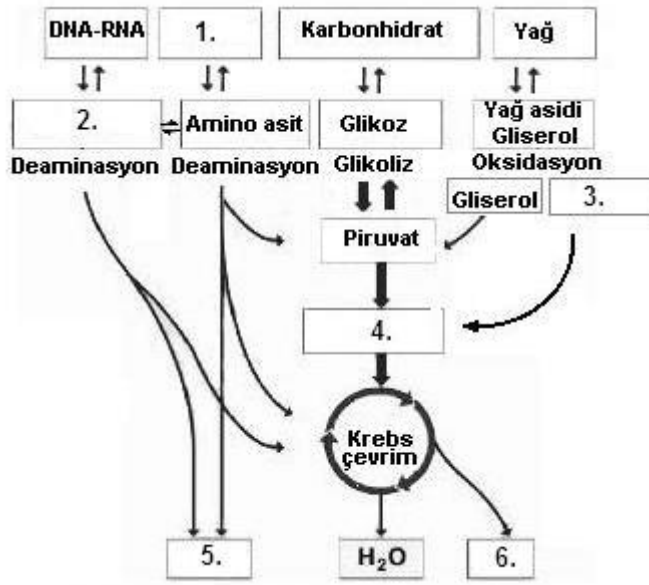 DNA-RNA
1.
Karbonhidrat
Yağ
2.
Amino asit
Glikoz
Yağ asidi
Gliserol
Deaminasyon
Deaminasyon
Glikoliz
Oksidasyon
Gliserol
3.
Piruvat
4.
Krebs
çevrim
5.
H₂O
6.